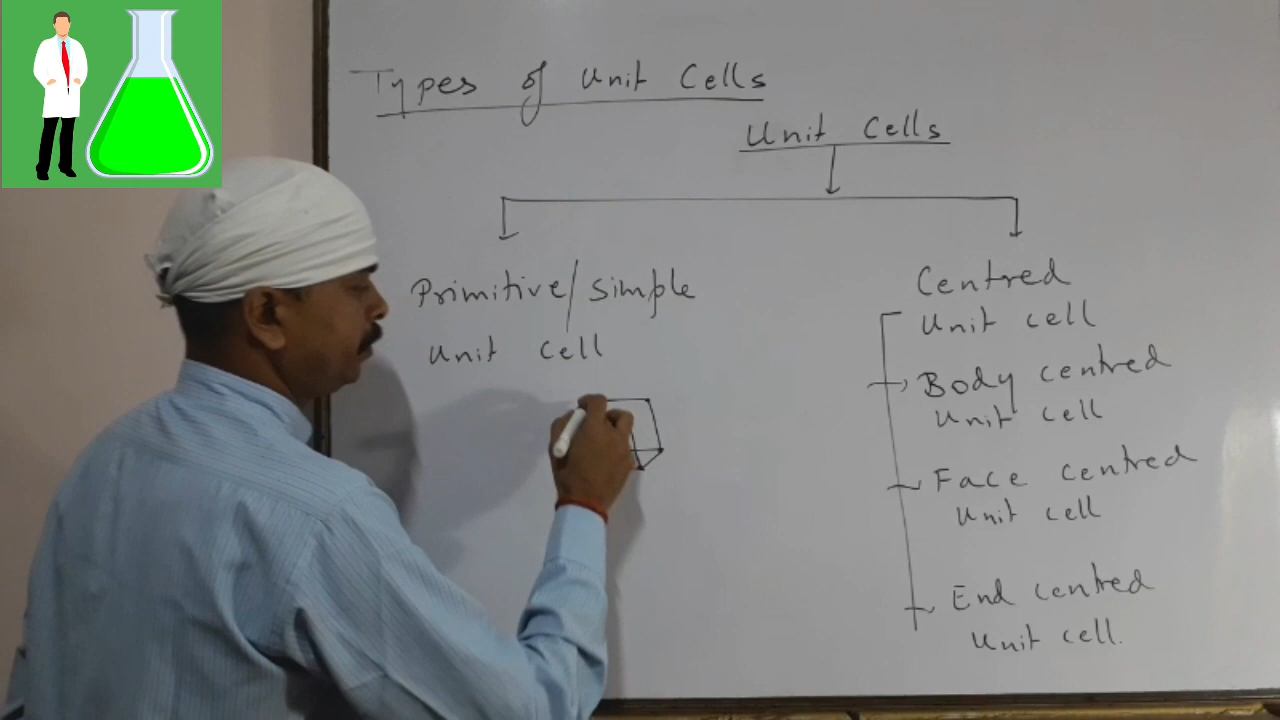 Types of Unit Cells
Unit Cells
Primitive/simple
Unit cell
Centred
Unit cell
Body centred
Unit cell
Face centred
Unit cell
End centred
Unit cell.